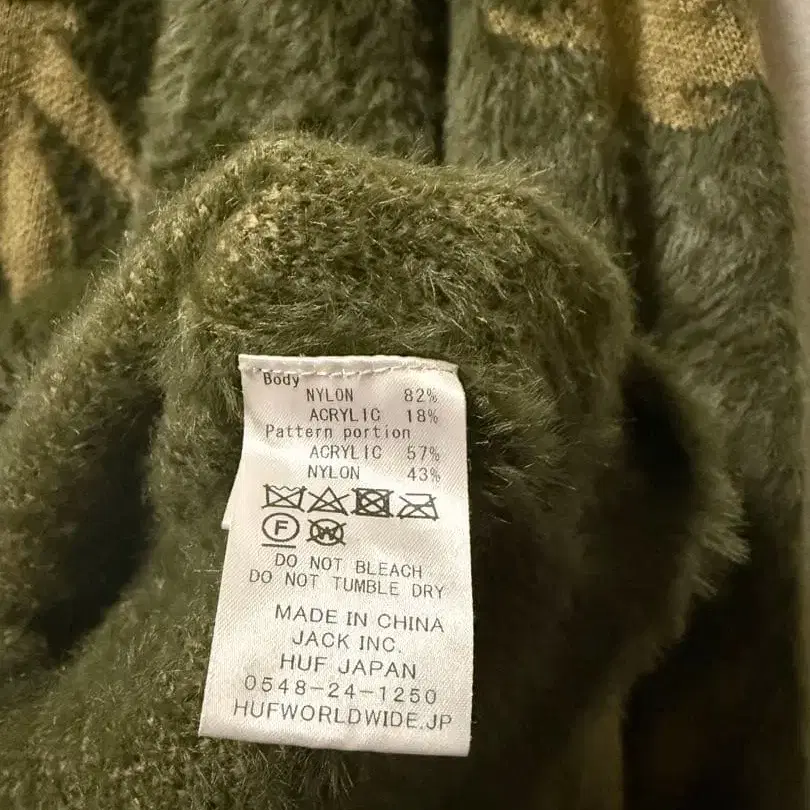 Body
NYLON 82%
ACRYLIC 18%
Pattern portion
ACRYLIC 57%
NYLON 43%
F W
DO NOT BLEACH
DO NOT TUMBLE DRY
MADE IN CHINA
JACK INC.
HUF JAPAN
0548-24-1250
HUFWORLDWIDE.JP